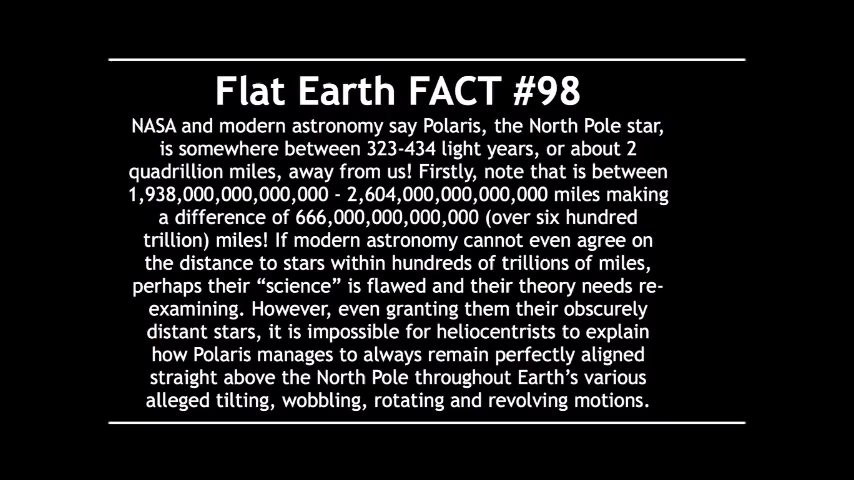 Flat Earth FACT #98
NASA and modern astronomy say Polaris, the North Pole star,
is somewhere between 323-434 light years, or about 2
quadrillion miles, away from us! Firstly, note that is between
1,938,000,000,000,000 - 2,604,000,000,000,000 miles making
a difference of 666,000,000,000,000 (over six hundred
trillion) miles! If modern astronomy cannot even agree on
the distance to stars within hundreds of trillions of miles,
perhaps their “science” is flawed and their theory needs re-
examining. However, even granting them their obscurely
distant stars, it is impossible for heliocentrists to explain
how Polaris manages to always remain perfectly aligned
straight above the North Pole throughout Earth’s various
alleged tilting, wobbling, rotating and revolving motions.